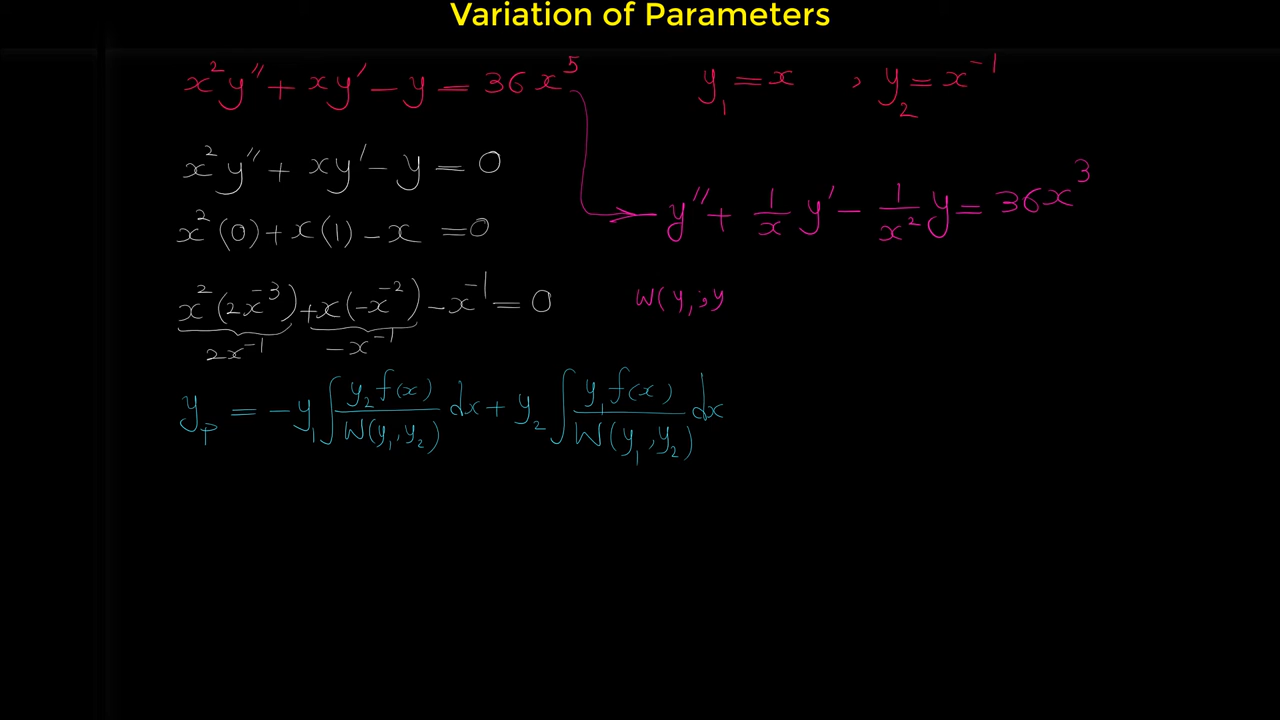 Variation of Parameters
x²y″ + xy′ − y = 36x⁵
y₁ = x , y₂ = x⁻¹
x²y″ + xy′ − y = 0
y″ + 1/x y′ − 1/x² y = 36x³
x²(0) + x(1) − x = 0
x²(2x⁻³) + x(−x⁻²) − x⁻¹ = 0
W(y₁, y
2x⁻¹ −x⁻¹
yₚ = −y₁ ∫ y₂ f(x) / W(y₁, y₂) dx + y₂ ∫ y₁ f(x) / W(y₁, y₂) dx